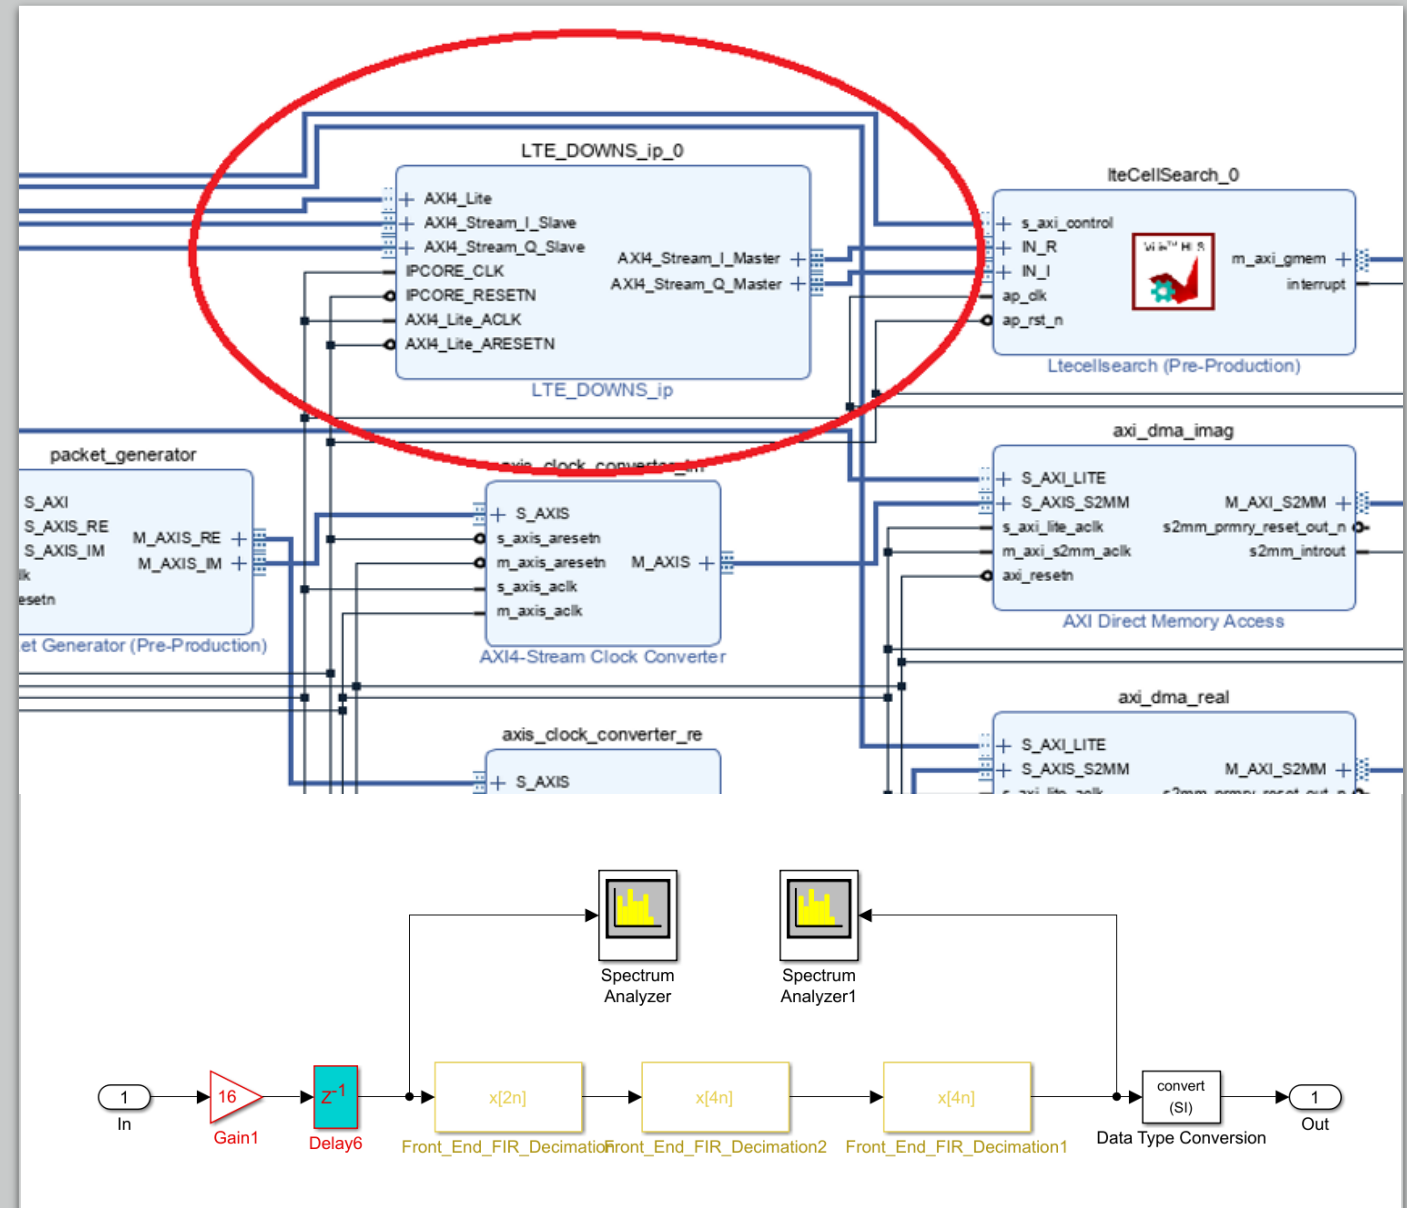 LTE_DOWNS_ip_0
AXI4_Lite
AXI4_Stream_I_Slave
AXI4_Stream_Q_Slave
IPCORE_CLK
IPCORE_RESETN
AXI4_Lite_ACLK
AXI4_Lite_ARESETN
AXI4_Stream_I_Master
AXI4_Stream_Q_Master
LTE_DOWNS_ip
lteCellSearch_0
s_axi_control
IN_R
IN_I
ap_clk
ap_rst_n
m_axi_gmem
interrupt
Ltecellsearch (Pre-Production)
packet_generator
S_AXI
S_AXIS_RE
S_AXIS_IM
lk
esetn
M_AXIS_RE
M_AXIS_IM
et Generator (Pre-Production)
S_AXIS
s_axis_aresetn
m_axis_aresetn
s_axis_aclk
m_axis_aclk
M_AXIS
AXI4-Stream Clock Converter
axi_dma_imag
S_AXI_LITE
S_AXIS_S2MM
s_axi_lite_aclk
m_axi_s2mm_aclk
axi_resetn
M_AXI_S2MM
s2mm_prmry_reset_out_n
s2mm_introut
AXI Direct Memory Access
axis_clock_converter_re
S_AXIS
axi_dma_real
S_AXI_LITE
S_AXIS_S2MM
M_AXI_S2MM
Spectrum
Analyzer
Spectrum
Analyzer1
1
In
16
Gain1
Z-1
Delay6
x[2n]
Front_End_FIR_Decimation
x[4n]
Front_End_FIR_Decimation2
x[4n]
Front_End_FIR_Decimation1
convert
(SI)
Data Type Conversion
1
Out